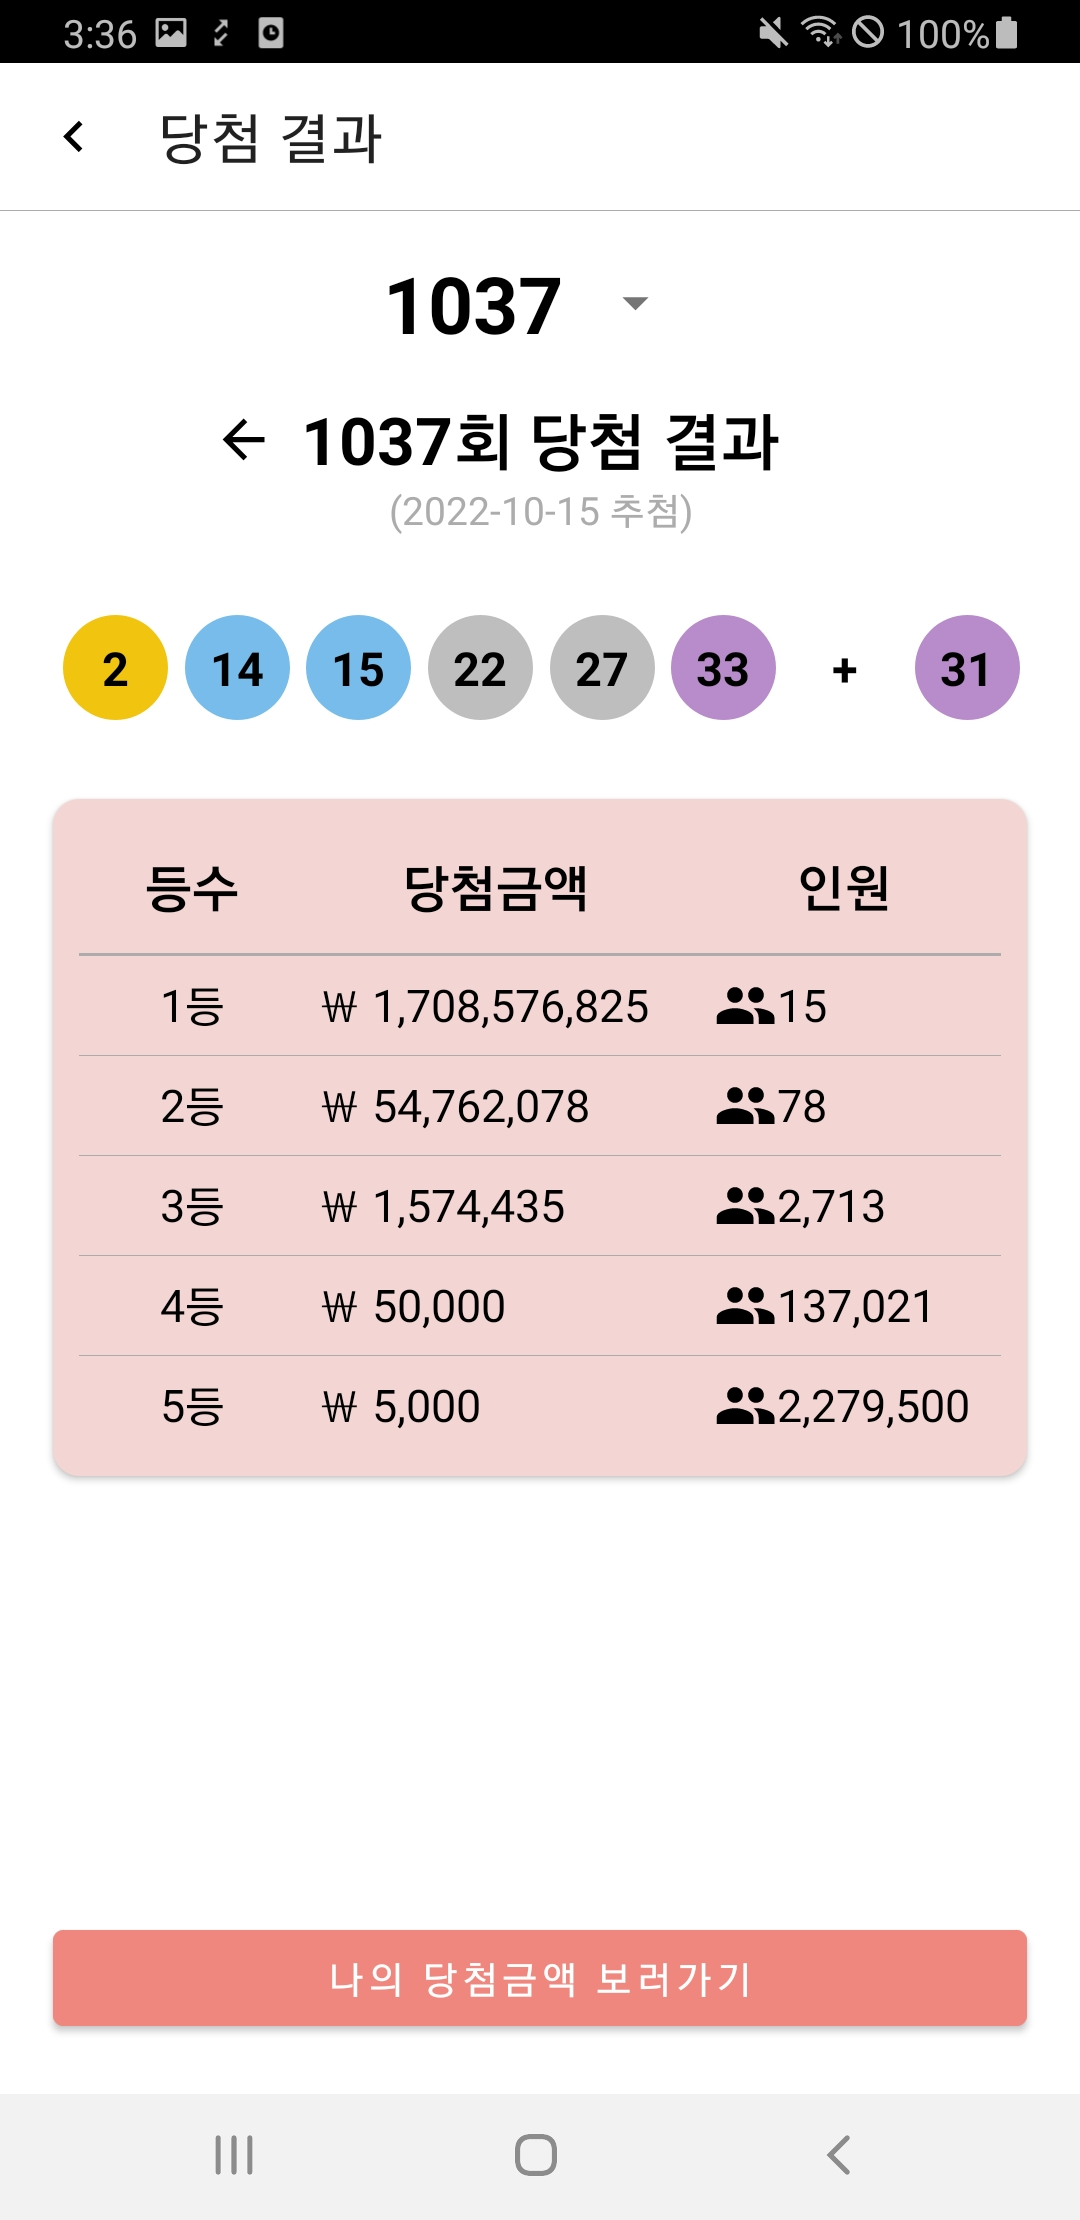 3:36 100%
당첨 결과
1037
1037회 당첨 결과
(2022-10-15 추첨)
2 14 15 22 27 33 + 31
등수 당첨금액 인원
1등 ₩ 1,708,576,825 15
2등 ₩ 54,762,078 78
3등 ₩ 1,574,435 2,713
4등 ₩ 50,000 137,021
5등 ₩ 5,000 2,279,500
나의 당첨금액 보러가기